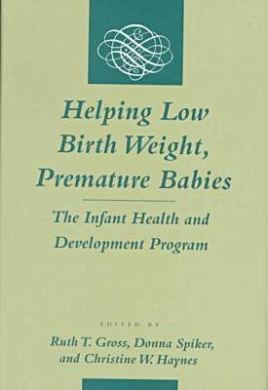 Helping Low
Birth Weight,
Premature Babies
The Infant Health and
Development Program
EDITED BY
Ruth T. Gross, Donna Spiker,
and Christine W. Haynes